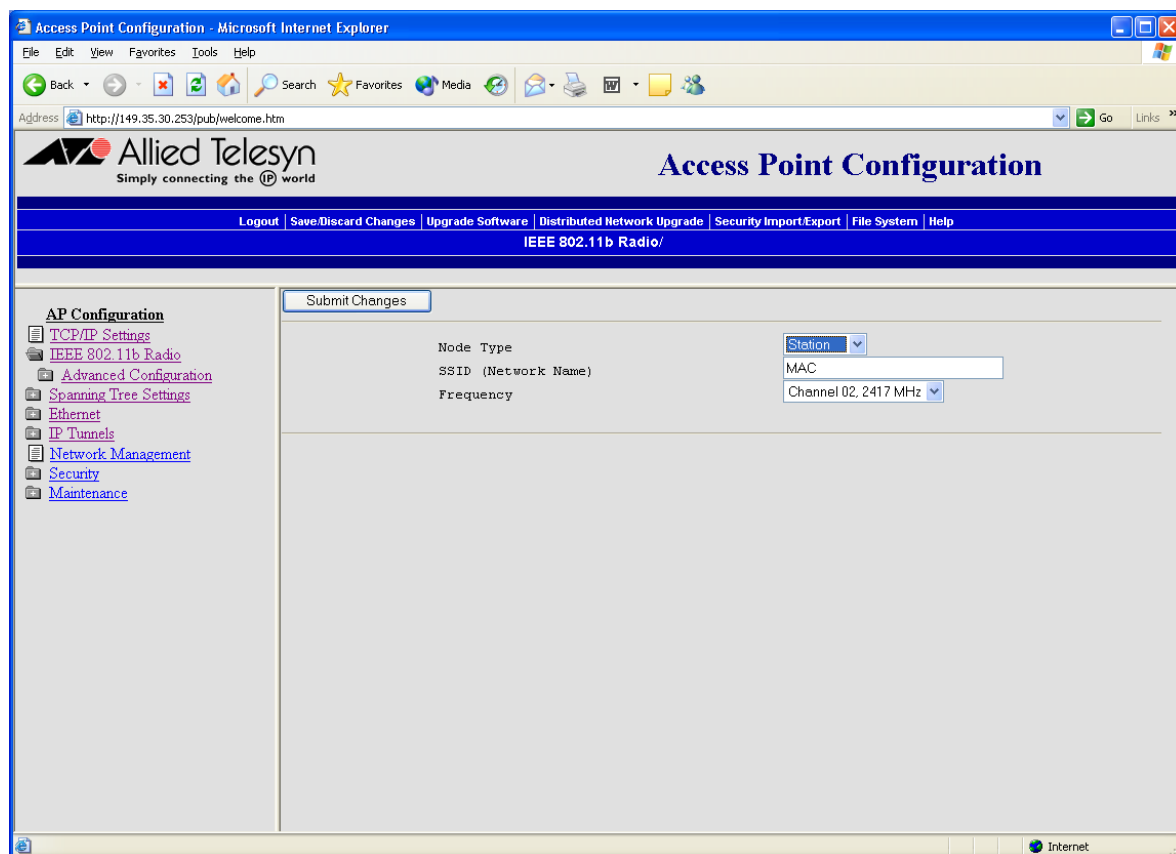 Access Point Configuration - Microsoft Internet Explorer
File Edit View Favorites Tools Help
Back Search Favorites Media
Address http://149.35.30.253/pub/welcome.htm Go Links »
Allied Telesyn
Simply connecting the IP world
Access Point Configuration
Logout | Save/Discard Changes | Upgrade Software | Distributed Network Upgrade | Security Import/Export | File System | Help
IEEE 802.11b Radio/
AP Configuration
TCP/IP Settings
IEEE 802.11b Radio
Advanced Configuration
Spanning Tree Settings
Ethernet
IP Tunnels
Network Management
Security
Maintenance
Submit Changes
Node Type Station
SSID (Network Name) MAC
Frequency Channel 02, 2417 MHz
Internet